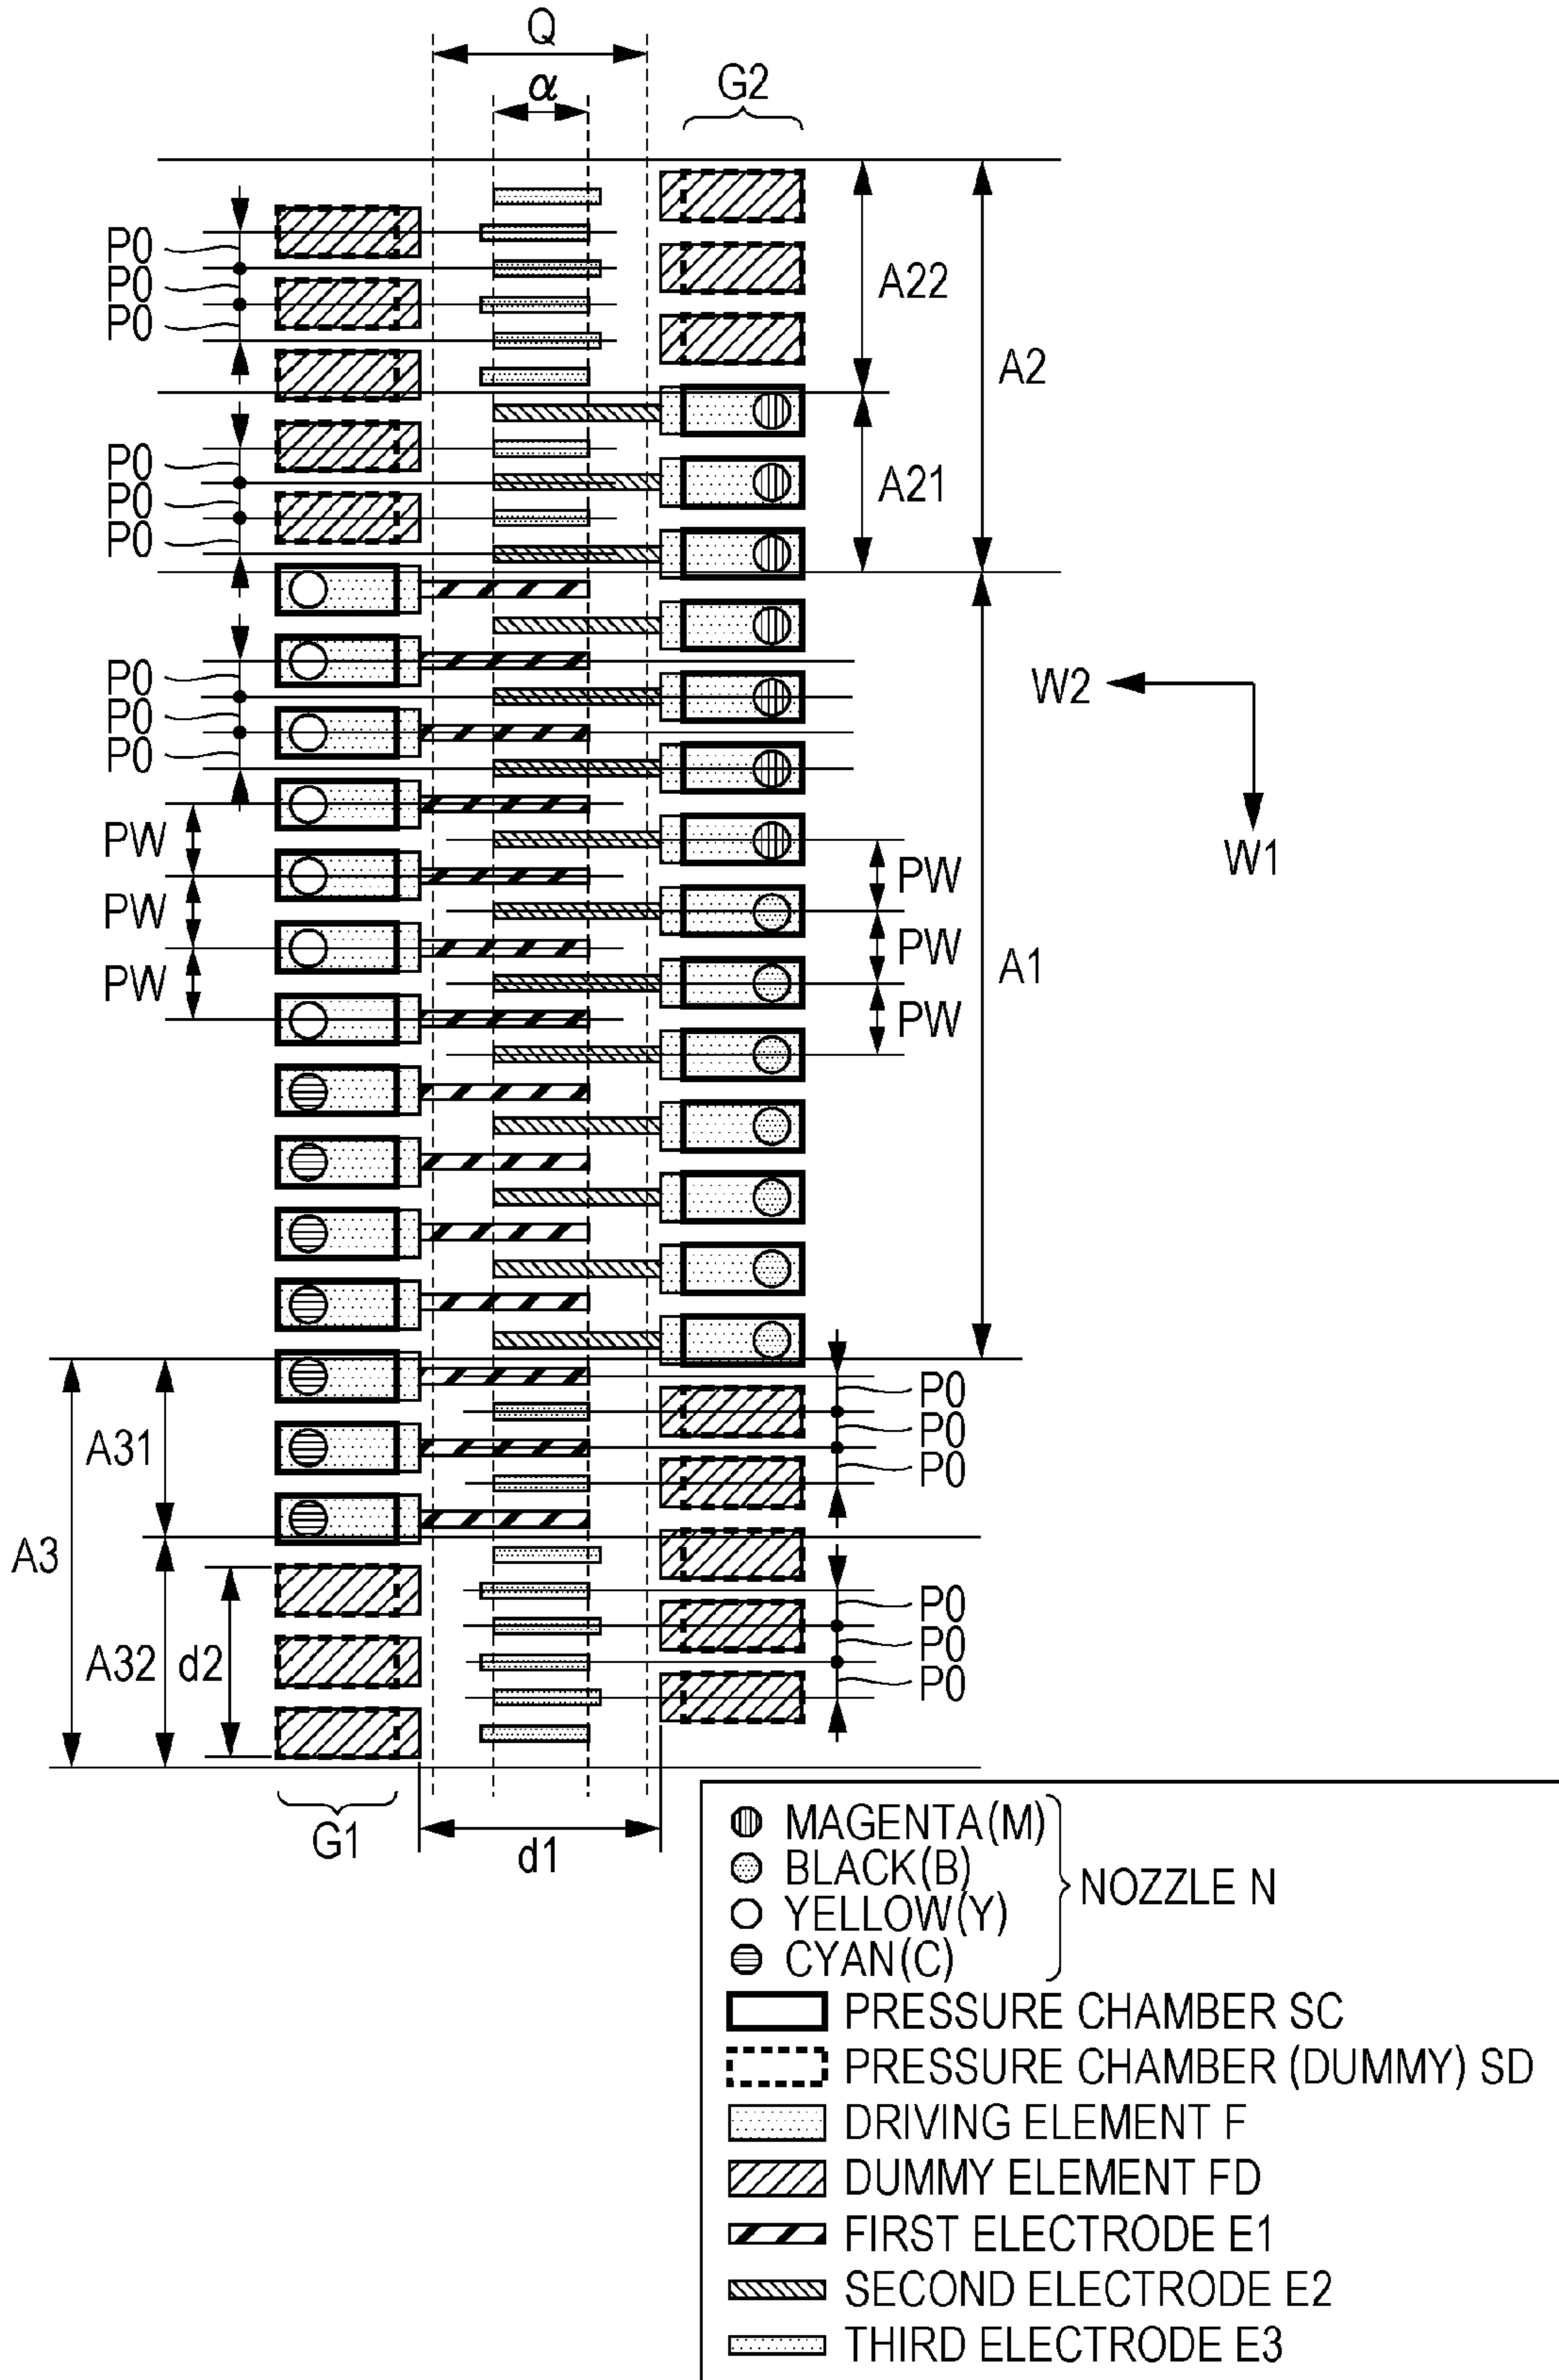 Q
α
G2
P0
P0
P0
A22
A2
P0
P0
P0
A21
P0
P0
P0
W2
W1
PW
PW
PW
PW
PW
PW
A1
P0
P0
P0
A31
A3
A32
d2
P0
P0
P0
G1
d1
MAGENTA(M)
BLACK(B)
YELLOW(Y)
CYAN(C)
NOZZLE N
PRESSURE CHAMBER SC
PRESSURE CHAMBER (DUMMY) SD
DRIVING ELEMENT F
DUMMY ELEMENT FD
FIRST ELECTRODE E1
SECOND ELECTRODE E2
THIRD ELECTRODE E3